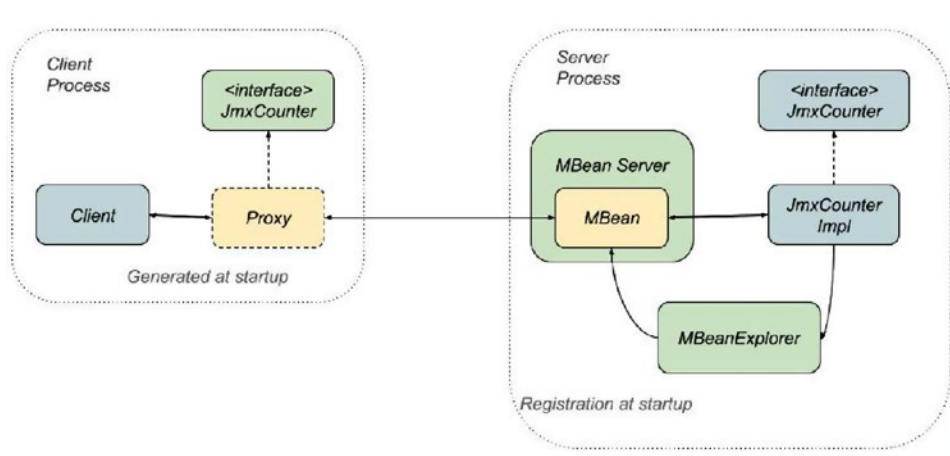 Client
Process
<interface>
JmxCounter
Client
Proxy
Generated at startup
Server
Process
<interface>
JmxCounter
MBean Server
MBean
JmxCounter
Impl
MBeanExplorer
Registration at startup